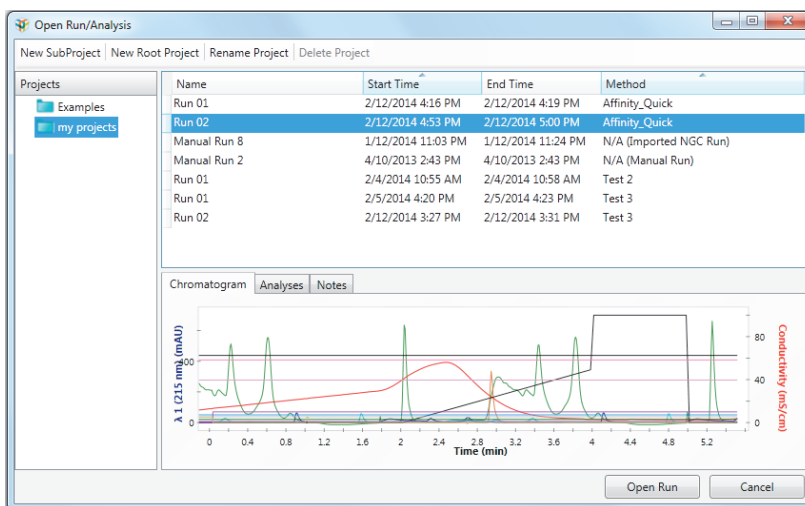 Open Run/Analysis
New SubProject New Root Project Rename Project Delete Project
Projects
Examples
my projects
Name Start Time End Time Method
Run 01 2/12/2014 4:16 PM 2/12/2014 4:19 PM Affinity_Quick
Run 02 2/12/2014 4:53 PM 2/12/2014 5:00 PM Affinity_Quick
Manual Run 8 1/12/2014 11:03 PM 1/12/2014 11:24 PM N/A (Imported NGC Run)
Manual Run 2 4/10/2013 2:43 PM 4/10/2013 2:43 PM N/A (Manual Run)
Run 01 2/4/2014 10:55 AM 2/4/2014 10:58 AM Test 2
Run 01 2/5/2014 4:20 PM 2/5/2014 4:23 PM Test 3
Run 02 2/12/2014 3:27 PM 2/12/2014 3:31 PM Test 3
Chromatogram Analyses Notes
λ 1 (215 nm) (mAU)
400
0
80
40
0
Conductivity (mS/cm)
0 0.4 0.8 1.2 1.6 2 2.4 2.8 3.2 3.6 4 4.4 4.8 5.2
Time (min)
Open Run Cancel